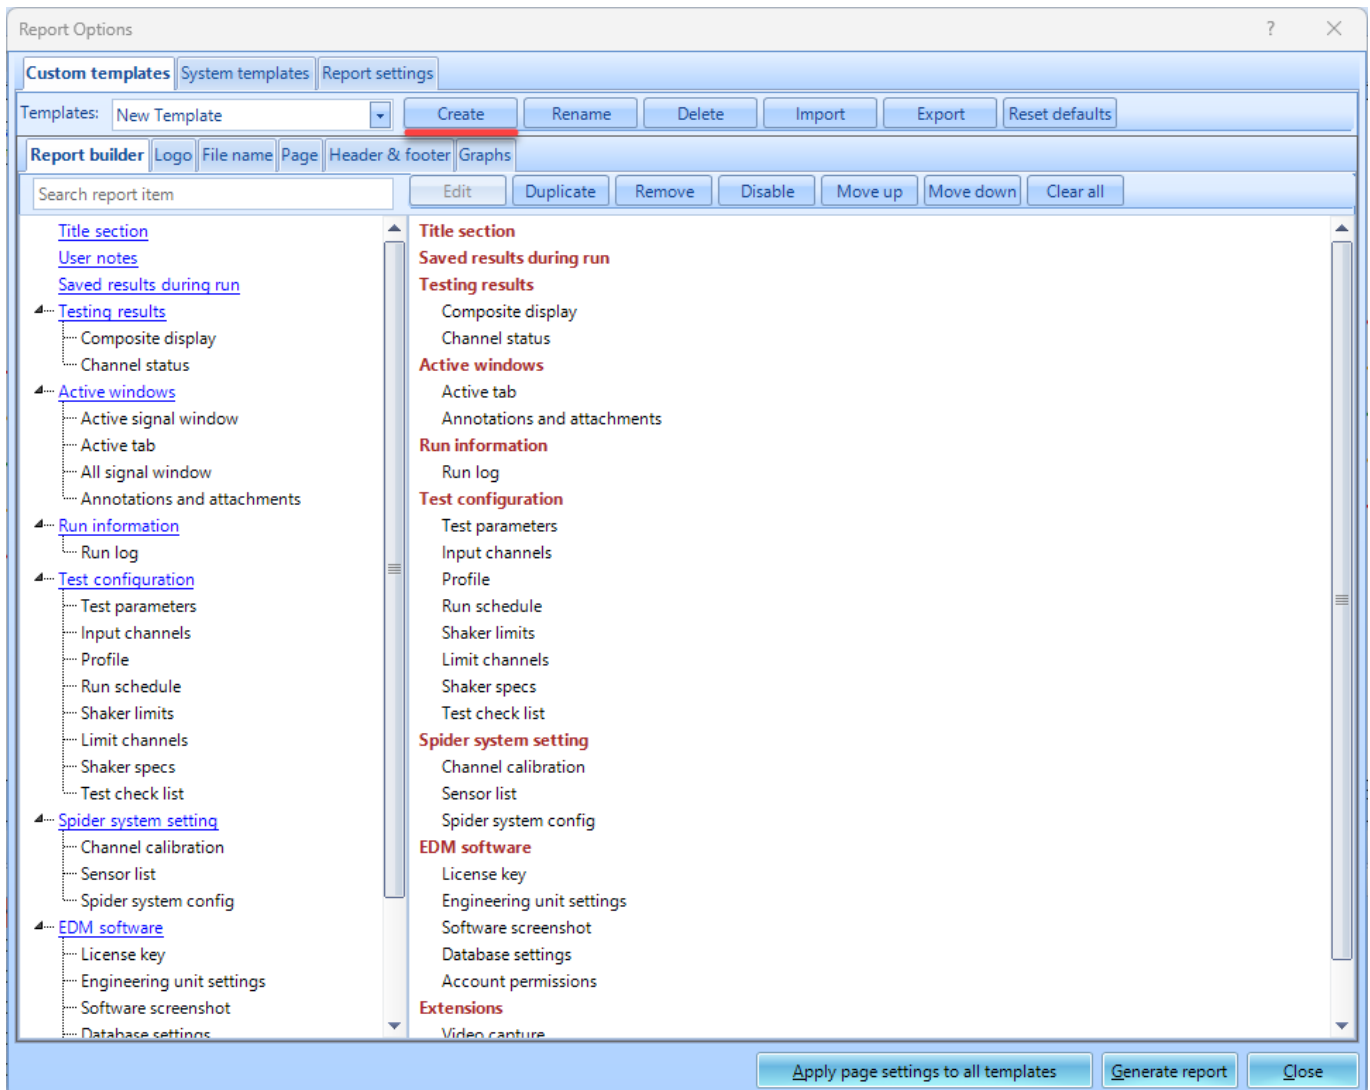 Report Options
?
Custom templates System templates Report settings
Templates: New Template Create Rename Delete Import Export Reset defaults
Report builder Logo File name Page Header & footer Graphs
Search report item Edit Duplicate Remove Disable Move up Move down Clear all
Title section
User notes
Saved results during run
Testing results
Composite display
Channel status
Active windows
Active signal window
Active tab
All signal window
Annotations and attachments
Run information
Run log
Test configuration
Test parameters
Input channels
Profile
Run schedule
Shaker limits
Limit channels
Shaker specs
Test check list
Spider system setting
Channel calibration
Sensor list
Spider system config
EDM software
License key
Engineering unit settings
Software screenshot
Database settings
Title section
Saved results during run
Testing results
Composite display
Channel status
Active windows
Active tab
Annotations and attachments
Run information
Run log
Test configuration
Test parameters
Input channels
Profile
Run schedule
Shaker limits
Limit channels
Shaker specs
Test check list
Spider system setting
Channel calibration
Sensor list
Spider system config
EDM software
License key
Engineering unit settings
Software screenshot
Database settings
Account permissions
Extensions
Video capture
Apply page settings to all templates Generate report Close